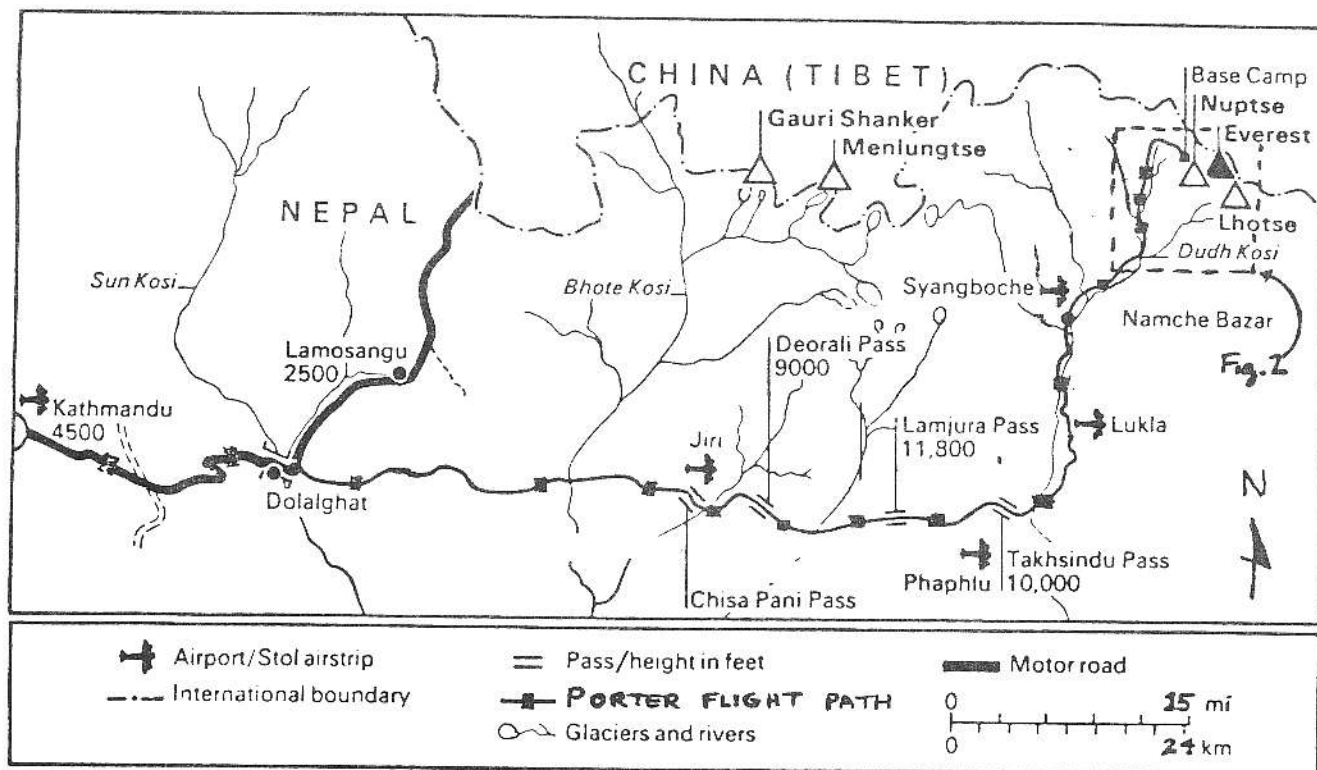 CHINA (TIBET)
Base Camp
Nuptse
Everest
Gauri Shanker
Menlungtse
NEPAL
Lhotse
Dudh Kosi
Sun Kosi
Bhote Kosi
Syangboche
Namche Bazar
Fig. 2
Lamosangu
2500
Deorali Pass
9000
Kathmandu
4500
Jiri
Lamjura Pass
11,800
Lukla
N
Dolalghat
Phaphlu
Takhsindu Pass
10,000
Chisa Pani Pass
Airport/Stol airstrip
Pass/height in feet
Motor road
International boundary
PORTER FLIGHT PATH
0 15 mi
Glaciers and rivers
0 24 km